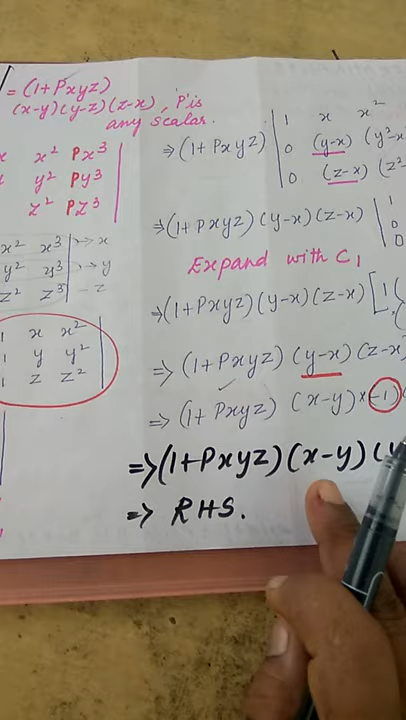 = (1+Pxyz)
(x-y)(y-z)(z-x), 'P' is
any scalar.
x² Px³
y² Py³
z² Pz³
x² x³ → x
y² y³ → y
z² z³ - z
1 x x²
1 y y²
1 z z²
⇒ (1+Pxyz) | 1 x x²
0 (y-x) (y²-x
0 (z-x) (z²
⇒ (1+Pxyz) (y-x) (z-x) | 1
0
0
Expand with C₁
⇒ (1+Pxyz) (y-x) (z-x) [1(
⇒ (1+Pxyz) (y-x) (z-x
⇒ (1+Pxyz) (x-y) × -1 (
⇒ (1+Pxyz) (x-y) (y
⇒ RHS.